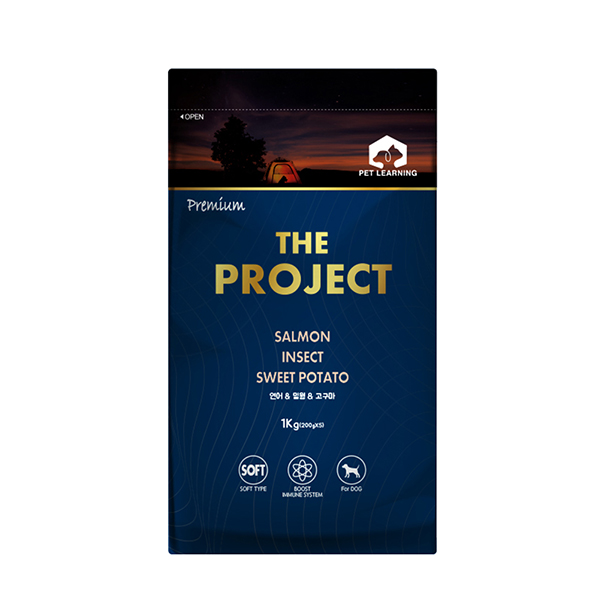 ◀OPEN
PET LEARNING
Premium
THE
PROJECT
SALMON
INSECT
SWEET POTATO
연어 & 밀웜 & 고구마
1Kg(200gX5)
SOFT
SOFT TYPE
BOOST
IMMUNE SYSTEM
For DOG